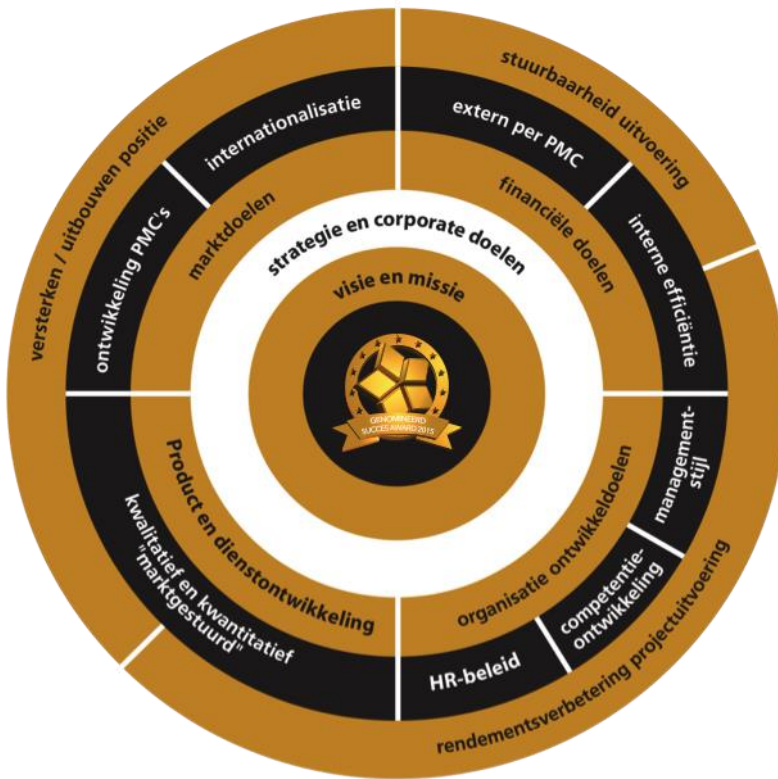 stuurbaarheid uitvoering
versterken / uitbouwen positie
rendementsverbetering projectuitvoering
internationalisatie
extern per PMC
ontwikkeling PMC's
interne efficiëntie
management-
stijl
competentie-
ontwikkeling
HR-beleid
kwalitatief en kwantitatief
"marktgestuurd"
marktdoelen
financiële doelen
organisatie ontwikkeldoelen
Product en dienstontwikkeling
strategie en corporate doelen
visie en missie
GENOMINEERD
SUCCES AWARD 2015